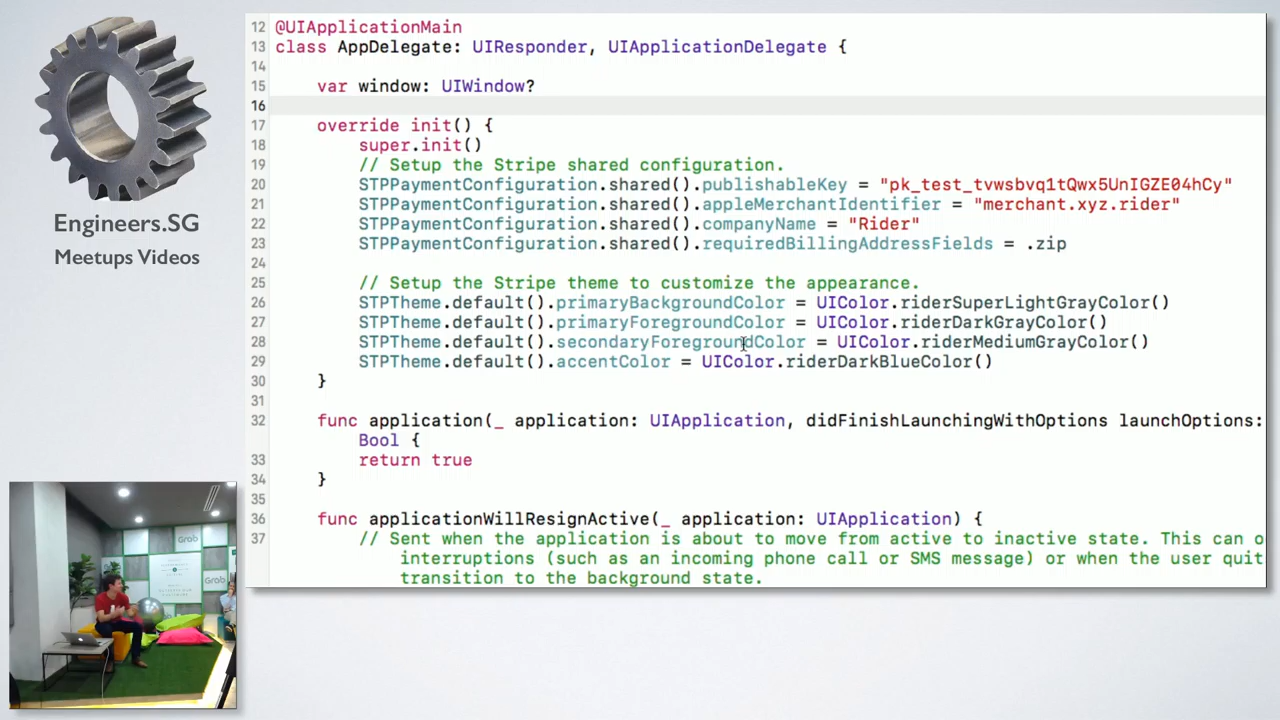 Engineers.SG
Meetups Videos
12 @UIApplicationMain
13 class AppDelegate: UIResponder, UIApplicationDelegate {
14
15 var window: UIWindow?
16
17 override init() {
18 super.init()
19 // Setup the Stripe shared configuration.
20 STPPaymentConfiguration.shared().publishableKey = "pk_test_tvwsbvq1tQwx5UnIGZE04hCy"
21 STPPaymentConfiguration.shared().appleMerchantIdentifier = "merchant.xyz.rider"
22 STPPaymentConfiguration.shared().companyName = "Rider"
23 STPPaymentConfiguration.shared().requiredBillingAddressFields = .zip
24
25 // Setup the Stripe theme to customize the appearance.
26 STPTheme.default().primaryBackgroundColor = UIColor.riderSuperLightGrayColor()
27 STPTheme.default().primaryForegroundColor = UIColor.riderDarkGrayColor()
28 STPTheme.default().secondaryForegroundColor = UIColor.riderMediumGrayColor()
29 STPTheme.default().accentColor = UIColor.riderDarkBlueColor()
30 }
31
32 func application(_ application: UIApplication, didFinishLaunchingWithOptions launchOptions:
Bool {
33 return true
34 }
35
36 func applicationWillResignActive(_ application: UIApplication) {
37 // Sent when the application is about to move from active to inactive state. This can o
interruptions (such as an incoming phone call or SMS message) or when the user quit
transition to the background state.
Grab
Grab